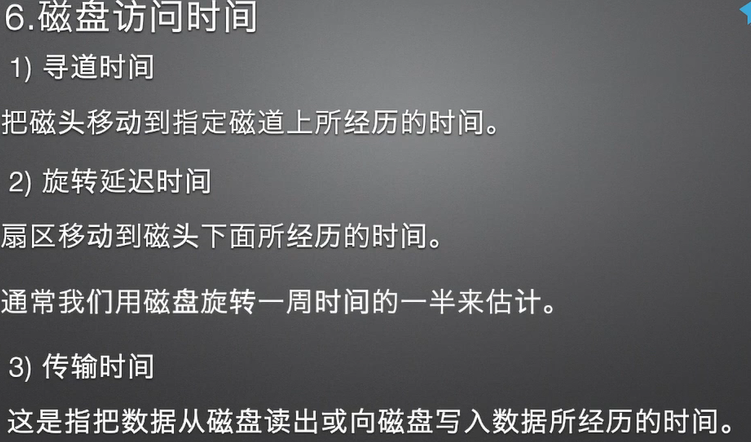 6.磁盘访问时间
1) 寻道时间
把磁头移动到指定磁道上所经历的时间。
2) 旋转延迟时间
扇区移动到磁头下面所经历的时间。
通常我们用磁盘旋转一周时间的一半来估计。
3) 传输时间
这是指把数据从磁盘读出或向磁盘写入数据所经历的时间。